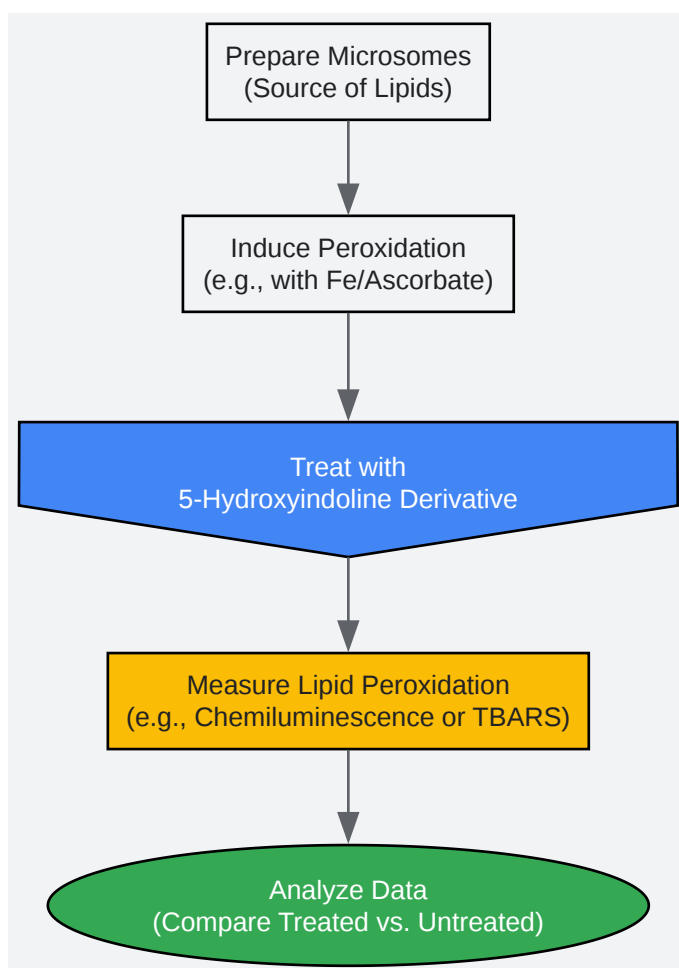 Prepare Microsomes
(Source of Lipids)
Induce Peroxidation
(e.g., with Fe/Ascorbate)
Treat with
5-Hydroxyindoline Derivative
Measure Lipid Peroxidation
(e.g., Chemiluminescence or TBARS)
Analyze Data
(Compare Treated vs. Untreated)